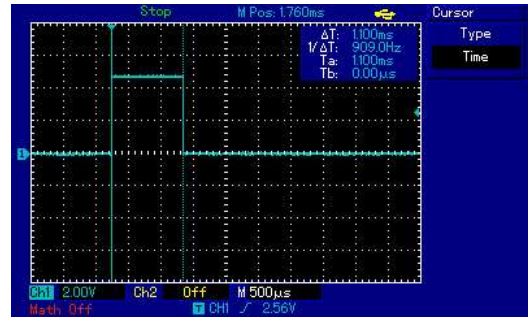 Stop M Pos: 1.760ms Cursor
Type
Time
ΔT: 1.100ms
1/ΔT: 909.0Hz
Ta: 1.100ms
Tb: 0.00µs
1
Ch1 2.00V Ch2 Off M 500µs
Math Off T CH1 2.56V